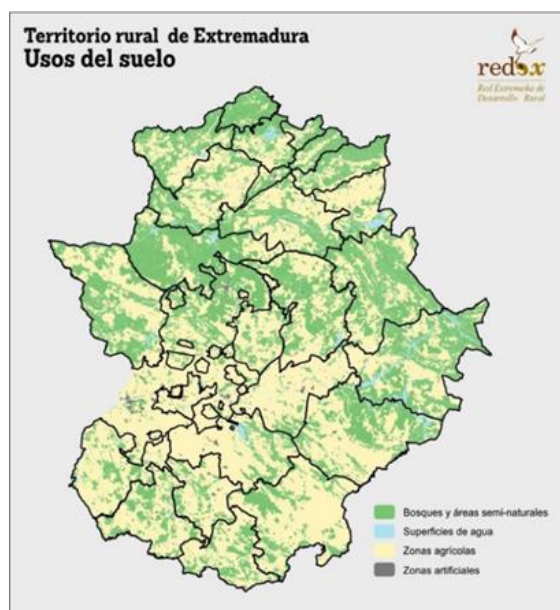 Territorio rural de Extremadura
Usos del suelo
redex
Red Extremeña de
Desarrollo Rural
Bosques y áreas semi-naturales
Superficies de agua
Zonas agrícolas
Zonas artificiales